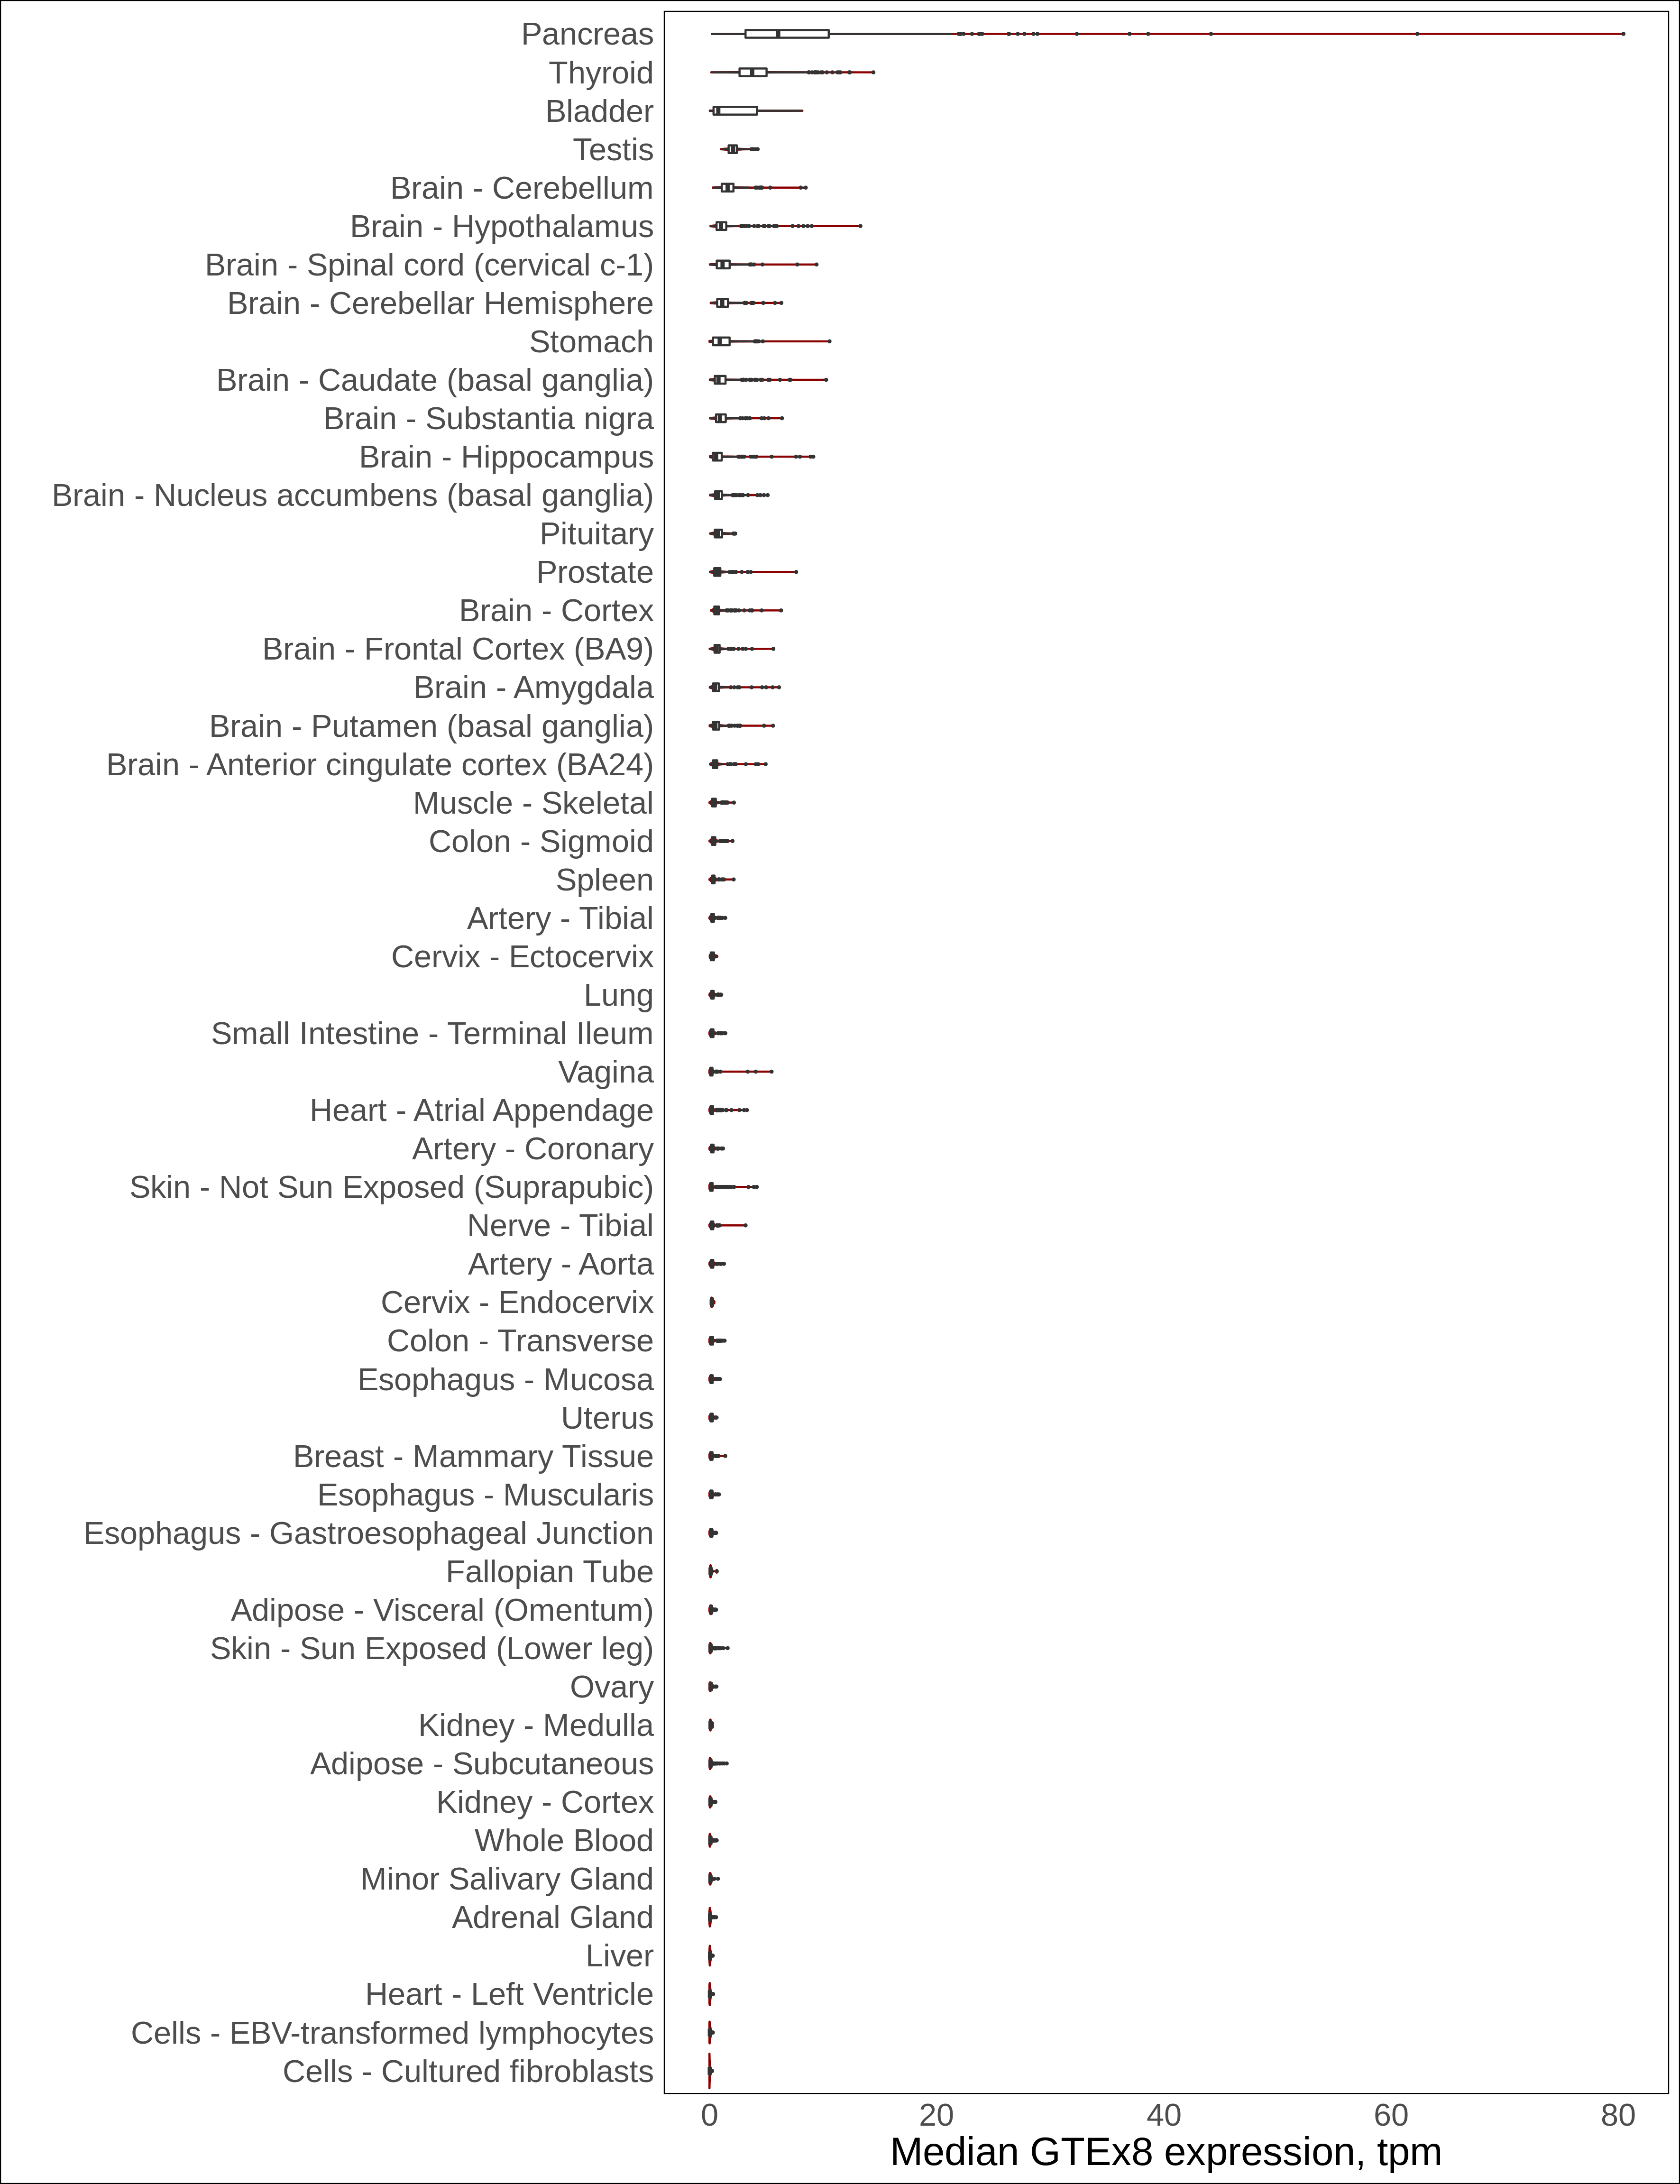 Pancreas
Thyroid
Bladder
Testis
Brain - Cerebellum
Brain - Hypothalamus
Brain - Spinal cord (cervical c-1)
Brain - Cerebellar Hemisphere
Stomach
Brain - Caudate (basal ganglia)
Brain - Substantia nigra
Brain - Hippocampus
Brain - Nucleus accumbens (basal ganglia)
Pituitary
Prostate
Brain - Cortex
Brain - Frontal Cortex (BA9)
Brain - Amygdala
Brain - Putamen (basal ganglia)
Brain - Anterior cingulate cortex (BA24)
Muscle - Skeletal
Colon - Sigmoid
Spleen
Artery - Tibial
Cervix - Ectocervix
Lung
Small Intestine - Terminal Ileum
Vagina
Heart - Atrial Appendage
Artery - Coronary
Skin - Not Sun Exposed (Suprapubic)
Nerve - Tibial
Artery - Aorta
Cervix - Endocervix
Colon - Transverse
Esophagus - Mucosa
Uterus
Breast - Mammary Tissue
Esophagus - Muscularis
Esophagus - Gastroesophageal Junction
Fallopian Tube
Adipose - Visceral (Omentum)
Skin - Sun Exposed (Lower leg)
Ovary
Kidney - Medulla
Adipose - Subcutaneous
Kidney - Cortex
Whole Blood
Minor Salivary Gland
Adrenal Gland
Liver
Heart - Left Ventricle
Cells - EBV-transformed lymphocytes
Cells - Cultured fibroblasts
0 20 40 60 80
Median GTEx8 expression, tpm